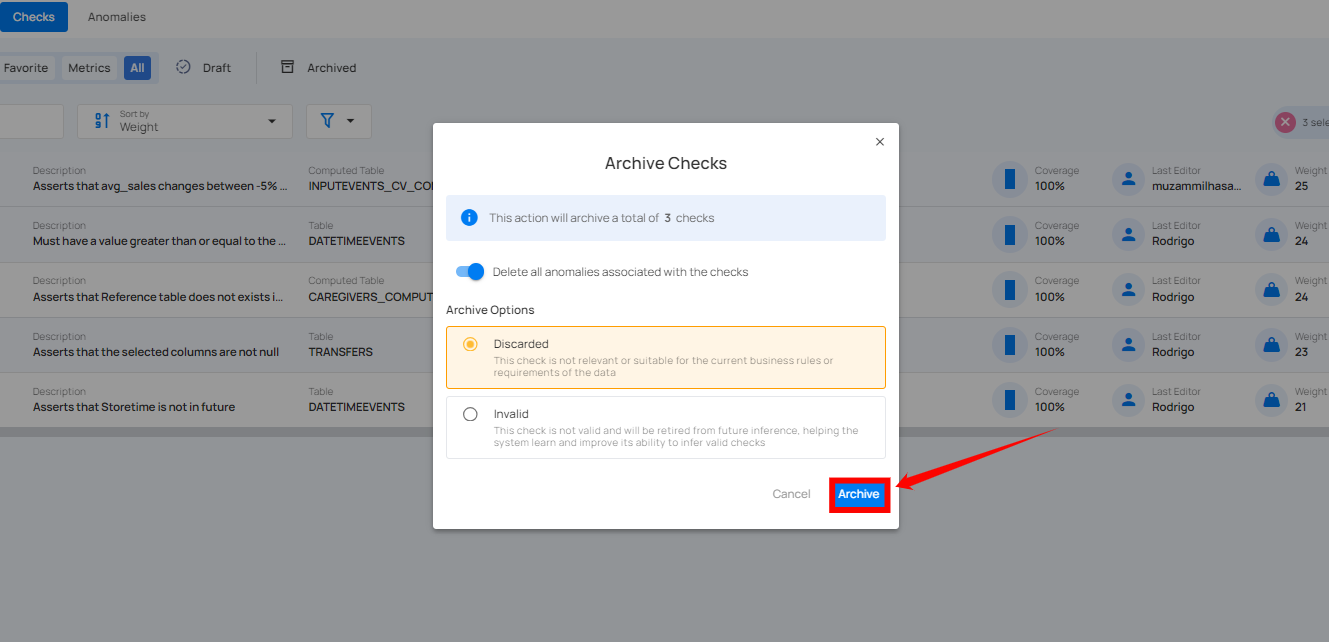 Checks Anomalies
Favorite Metrics All Draft Archived
Sort by
Weight
3 sele
Description Computed Table Coverage Last Editor Weight
Asserts that avg_sales changes between -5% ... INPUTEVENTS_CV_CO 100% muzammilhasa... 25
Description Table Coverage Last Editor Weight
Must have a value greater than or equal to the ... DATETIMEEVENTS 100% Rodrigo 24
Description Computed Table Coverage Last Editor Weight
Asserts that Reference table does not exists i... CAREGIVERS_COMPUT 100% Rodrigo 24
Description Table Coverage Last Editor Weight
Asserts that the selected columns are not null TRANSFERS 100% Rodrigo 23
Description Table Coverage Last Editor Weight
Asserts that Storetime is not in future DATETIMEEVENTS 100% Rodrigo 21
Archive Checks
This action will archive a total of 3 checks
Delete all anomalies associated with the checks
Archive Options
Discarded
This check is not relevant or suitable for the current business rules or
requirements of the data
Invalid
This check is not valid and will be retired from future inference, helping the
system learn and improve its ability to infer valid checks
Cancel Archive